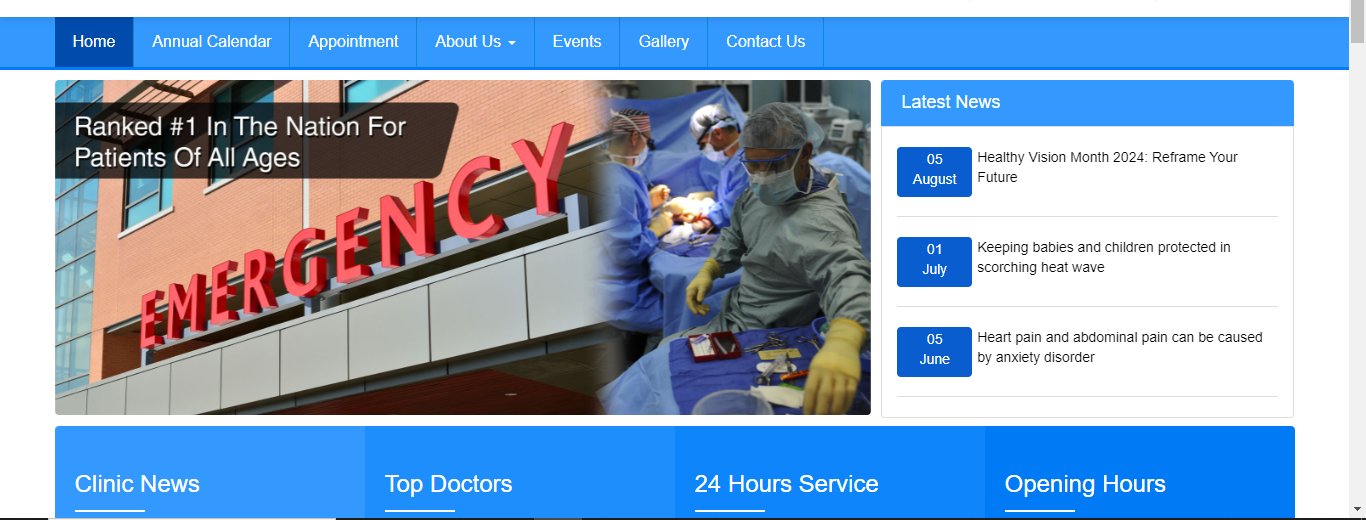 Home
Annual Calendar
Appointment
About Us
Events
Gallery
Contact Us
Ranked #1 In The Nation For
Patients Of All Ages
EMERGENCY
Latest News
05
August
Healthy Vision Month 2024: Reframe Your
Future
01
July
Keeping babies and children protected in
scorching heat wave
05
June
Heart pain and abdominal pain can be caused
by anxiety disorder
Clinic News
Top Doctors
24 Hours Service
Opening Hours